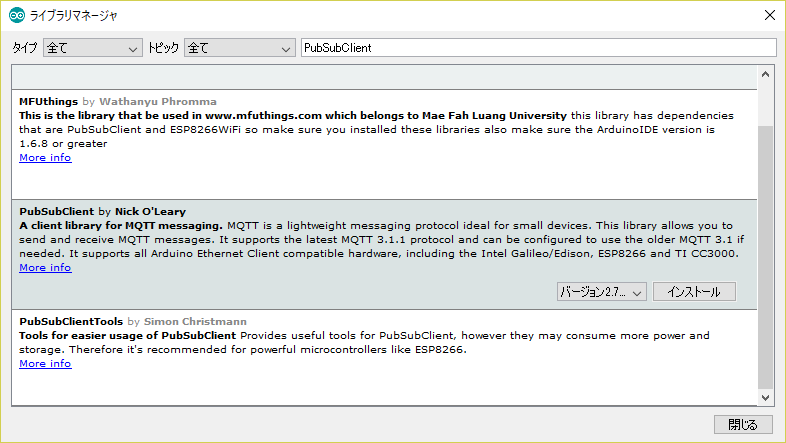 ライブラリマネージャ
タイプ 全て トピック 全て PubSubClient
MFUthings by Wathanyu Phromma
This is the library that be used in www.mfuthings.com which belongs to Mae Fah Luang University this library has dependencies
that are PubSubClient and ESP8266WiFi so make sure you installed these libraries also make sure the ArduinoIDE version is
1.6.8 or greater
More info
PubSubClient by Nick O'Leary
A client library for MQTT messaging. MQTT is a lightweight messaging protocol ideal for small devices. This library allows you to
send and receive MQTT messages. It supports the latest MQTT 3.1.1 protocol and can be configured to use the older MQTT 3.1 if
needed. It supports all Arduino Ethernet Client compatible hardware, including the Intel Galileo/Edison, ESP8266 and TI CC3000.
More info
バージョン2.7... インストール
PubSubClientTools by Simon Christmann
Tools for easier usage of PubSubClient Provides useful tools for PubSubClient, however they may consume more power and
storage. Therefore it's recommended for powerful microcontrollers like ESP8266.
More info
閉じる